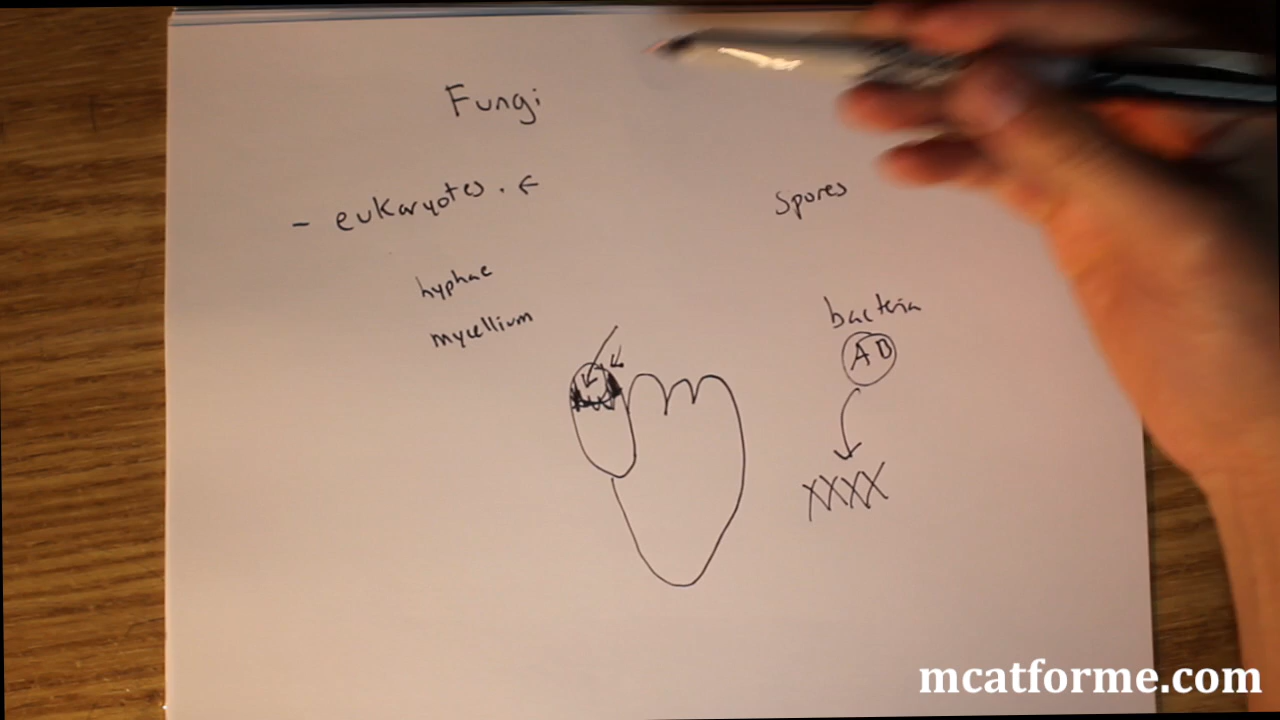 Fungi
- eukaryotes. ←
Spores
hyphae
mycellium
bacteria
AB
XXXX
mcatforme.com